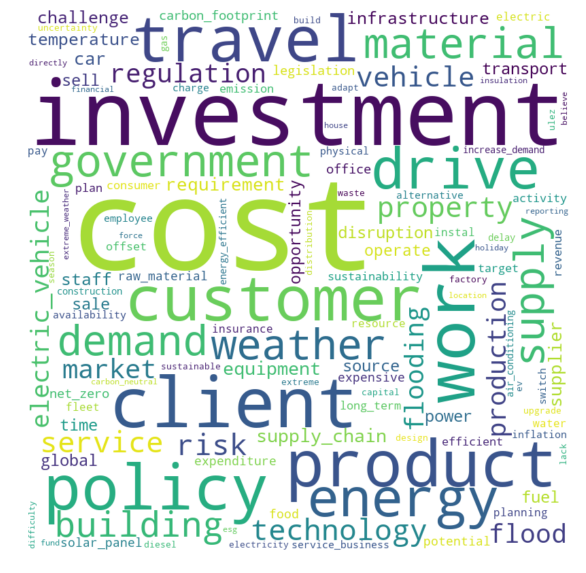 challenge
carbon_footprint
build
infrastructure
electric
uncertainty
temperature
gas
travel
material
directly
car
legislation
transport
sell
regulation
vehicle
financial
charge
emission
adapt
insulation
investment
ulez
believe
pay
house
government
physical
increase_demand
drive
plan
consumer
requirement
office
waste
alternative
activity
reporting
extreme_weather
season
employee
offset
force
cost
energy_efficient
opportunity
distribution
disruption
property
instal
holiday
delay
revenue
operate
target
electric_vehicle
staff
raw_material
sustainability
factory
construction
sale
availability
customer
work
supply
location
production
air_conditioning
supplier
demand
insurance
weather
resource
flooding
source
market
sustainable
equipment
expensive
switch
ev
upgrade
carbon_neutral
extreme
capital
net_zero
fleet
client
long_term
power
water
time
design
efficient
inflation
service
risk
supply_chain
product
lack
global
expenditure
policy
energy
food
fuel
planning
building
esg
technology
potential
flood
difficulty
fund
solar_panel
diesel
electricity
service_business